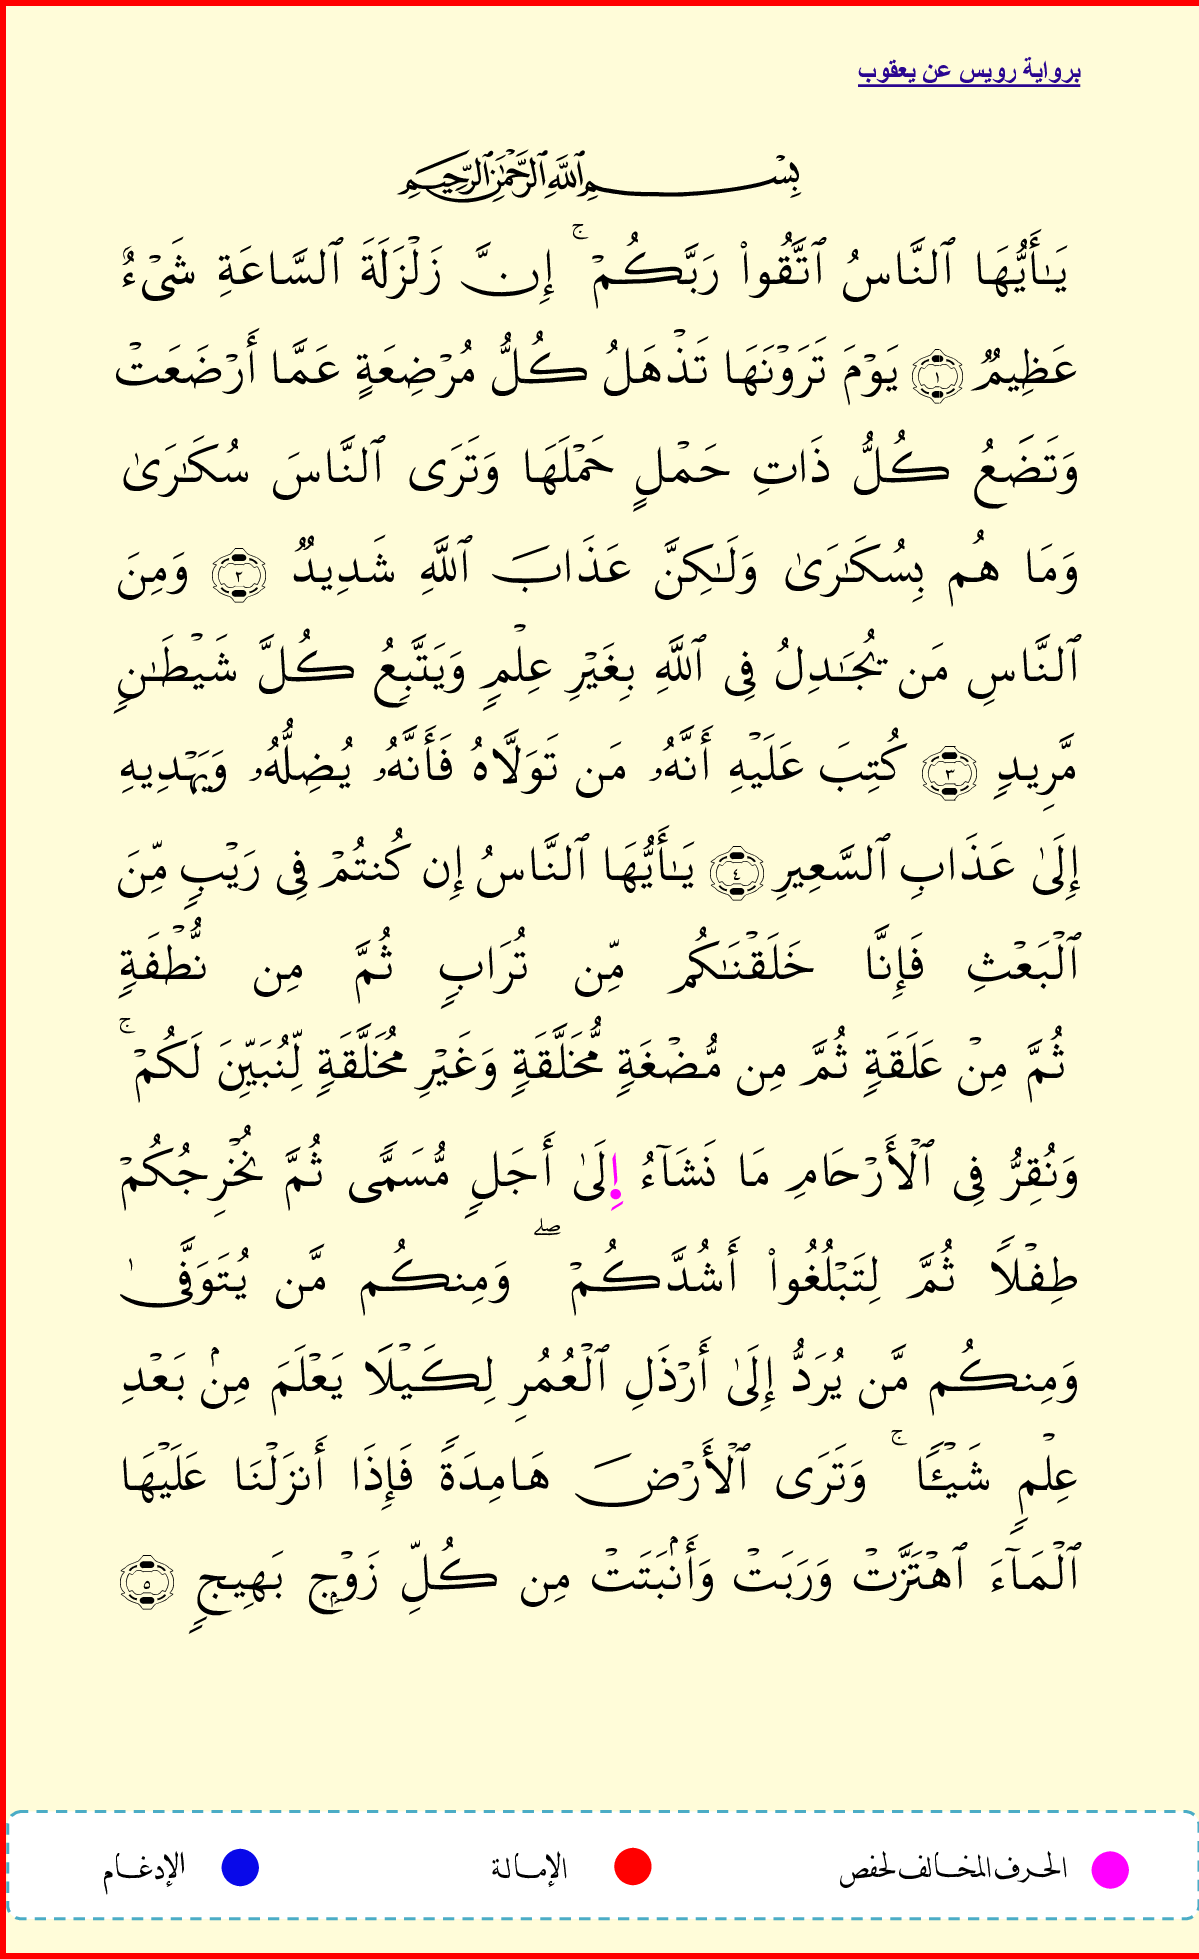 برواية رويس عن يعقوب
بِسْمِ ٱللَّهِ ٱلرَّحْمَٰنِ ٱلرَّحِيمِ
يَـٰٓأَيُّهَا ٱلنَّاسُ ٱتَّقُوا۟ رَبَّكُمْ ۚ إِنَّ زَلْزَلَةَ ٱلسَّاعَةِ شَىْءٌ
عَظِيمٌ ١ يَوْمَ تَرَوْنَهَا تَذْهَلُ كُلُّ مُرْضِعَةٍ عَمَّا أَرْضَعَتْ
وَتَضَعُ كُلُّ ذَاتِ حَمْلٍ حَمْلَهَا وَتَرَى ٱلنَّاسَ سُكَـٰرَىٰ
وَمَا هُم بِسُكَـٰرَىٰ وَلَـٰكِنَّ عَذَابَ ٱللَّهِ شَدِيدٌ ٢ وَمِنَ
ٱلنَّاسِ مَن يُجَـٰدِلُ فِى ٱللَّهِ بِغَيْرِ عِلْمٍ وَيَتَّبِعُ كُلَّ شَيْطَـٰنٍ
مَّرِيدٍ ٣ كُتِبَ عَلَيْهِ أَنَّهُۥ مَن تَوَلَّاهُ فَأَنَّهُۥ يُضِلُّهُۥ وَيَهْدِيهِ
إِلَىٰ عَذَابِ ٱلسَّعِيرِ ٤ يَـٰأَيُّهَا ٱلنَّاسُ إِن كُنتُمْ فِى رَيْبٍ مِّنَ
ٱلْبَعْثِ فَإِنَّا خَلَقْنَـٰكُم مِّن تُرَابٍ ثُمَّ مِن نُّطْفَةٍ
ثُمَّ مِنْ عَلَقَةٍ ثُمَّ مِن مُّضْغَةٍ مُّخَلَّقَةٍ وَغَيْرِ مُخَلَّقَةٍ لِّنُبَيِّنَ لَكُمْ ۚ
وَنُقِرُّ فِى ٱلْأَرْحَامِ مَا نَشَآءُ إِلَىٰ أَجَلٍ مُّسَمًّى ثُمَّ نُخْرِجُكُمْ
طِفْلًا ثُمَّ لِتَبْلُغُوا۟ أَشُدَّكُمْ ۖ وَمِنكُم مَّن يُتَوَفَّىٰ
وَمِنكُم مَّن يُرَدُّ إِلَىٰ أَرْذَلِ ٱلْعُمُرِ لِكَيْلَا يَعْلَمَ مِنۢ بَعْدِ
عِلْمٍ شَيْـًٔا ۚ وَتَرَى ٱلْأَرْضَ هَامِدَةً فَإِذَا أَنزَلْنَا عَلَيْهَا
ٱلْمَآءَ ٱهْتَزَّتْ وَرَبَتْ وَأَنۢبَتَتْ مِن كُلِّ زَوْجٍۭ بَهِيجٍ ٥
الحرف المخالف لحفص الإمالة الإدغام